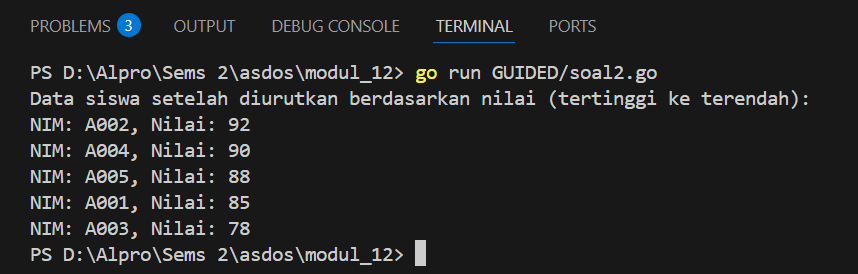 PROBLEMS 3 OUTPUT DEBUG CONSOLE TERMINAL PORTS
PS D:\Alpro\Sems 2\asdos\modul_12> go run GUIDED/soal2.go
Data siswa setelah diurutkan berdasarkan nilai (tertinggi ke terendah):
NIM: A002, Nilai: 92
NIM: A004, Nilai: 90
NIM: A005, Nilai: 88
NIM: A001, Nilai: 85
NIM: A003, Nilai: 78
PS D:\Alpro\Sems 2\asdos\modul_12>